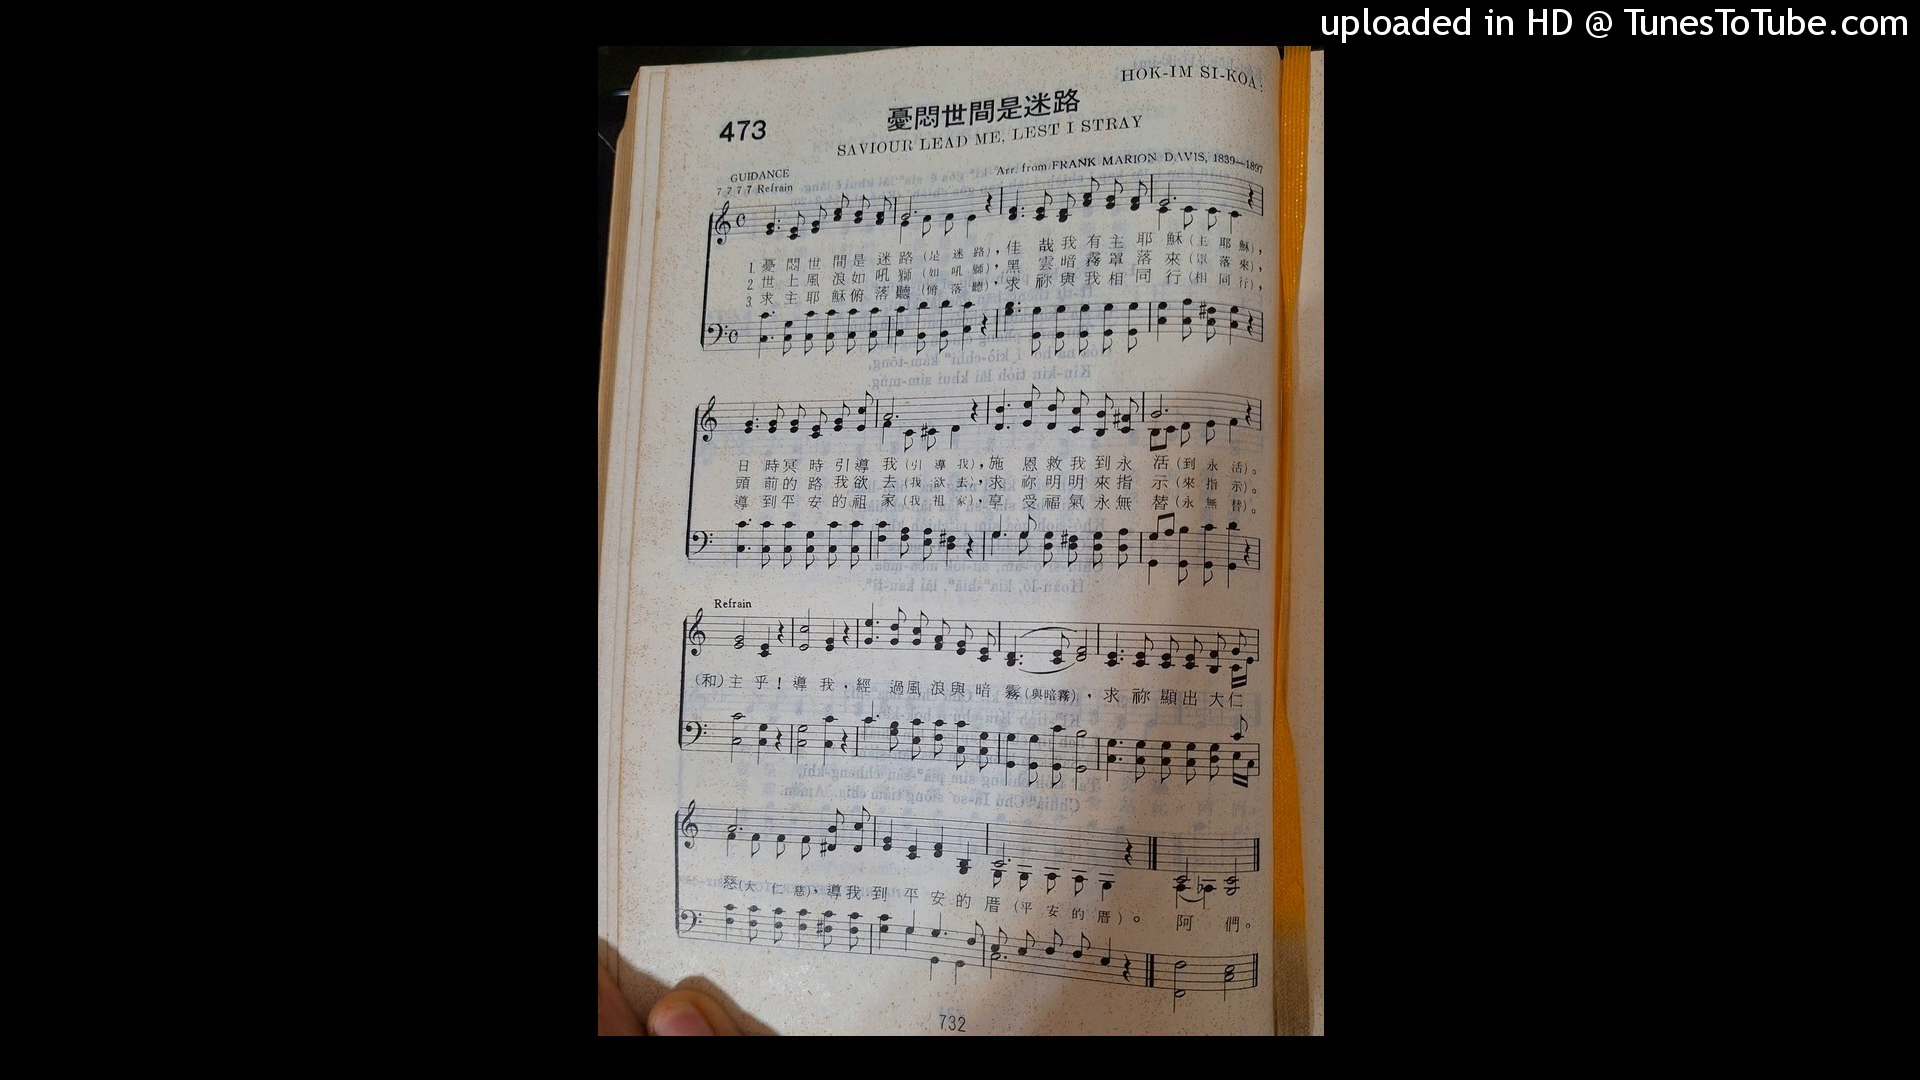 uploaded in HD @ TunesToTube.com
HOK-IM SI-KOA
473
憂悶世間是迷路
SAVIOUR LEAD ME, LEST I STRAY
GUIDANCE
7 7 7 7 Refrain
Arr. from FRANK MARION DAVIS, 1839—1897
1. 憂悶世間是迷路(是迷路),佳哉我有主耶穌(主耶穌),
2. 世上風浪如吼獅(如吼獅),黑雲暗霧罩落來(罩落來),
3. 求主耶穌俯落聽(俯落聽),求祢與我相同行(相同行),
日時冥時引導我(引導我),施恩救我到永活(到永活)。
頭前的路我欲去(我欲去),求祢明明來指示(來指示)。
導到平安的祖家(我祖家),享受福氣永無替(永無替)。
Refrain
(和)主乎!導我,經過風浪與暗霧(與暗霧),求祢顯出大仁
慈(大仁慈),導我到平安的厝(平安的厝)。阿們。
732